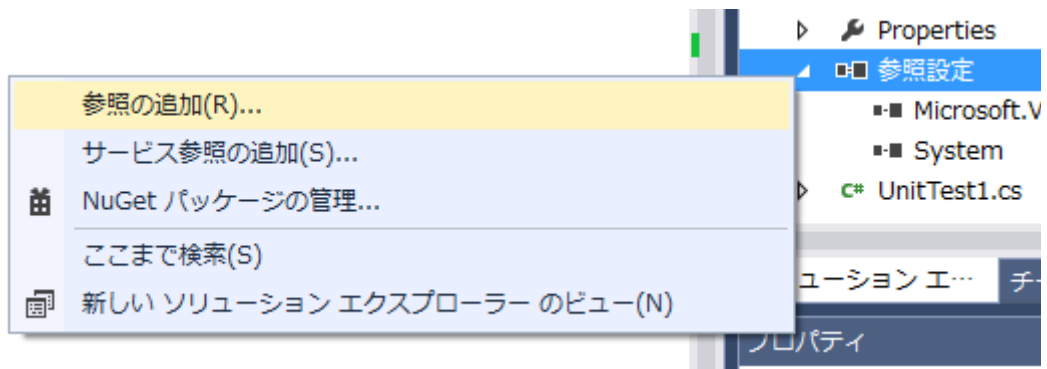 参照の追加(R)...
サービス参照の追加(S)...
NuGet パッケージの管理...
ここまで検索(S)
新しい ソリューション エクスプローラー のビュー(N)
Properties
参照設定
Microsoft.V
System
C# UnitTest1.cs
ューション エ…
チー
プロパティ